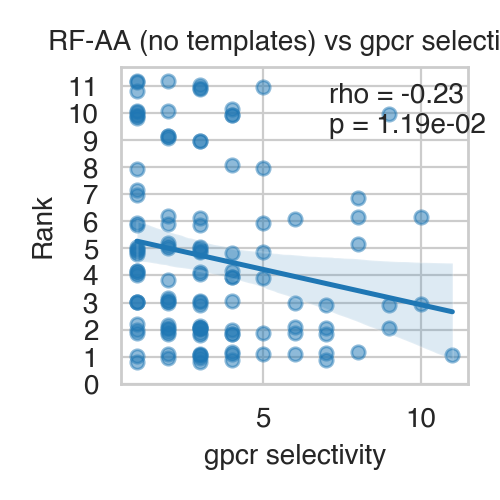 RF-AA (no templates) vs gpcr selecti
rho = -0.23
p = 1.19e-02
11
10
9
8
7
6
5
4
3
2
1
0
Rank
5 10
gpcr selectivity